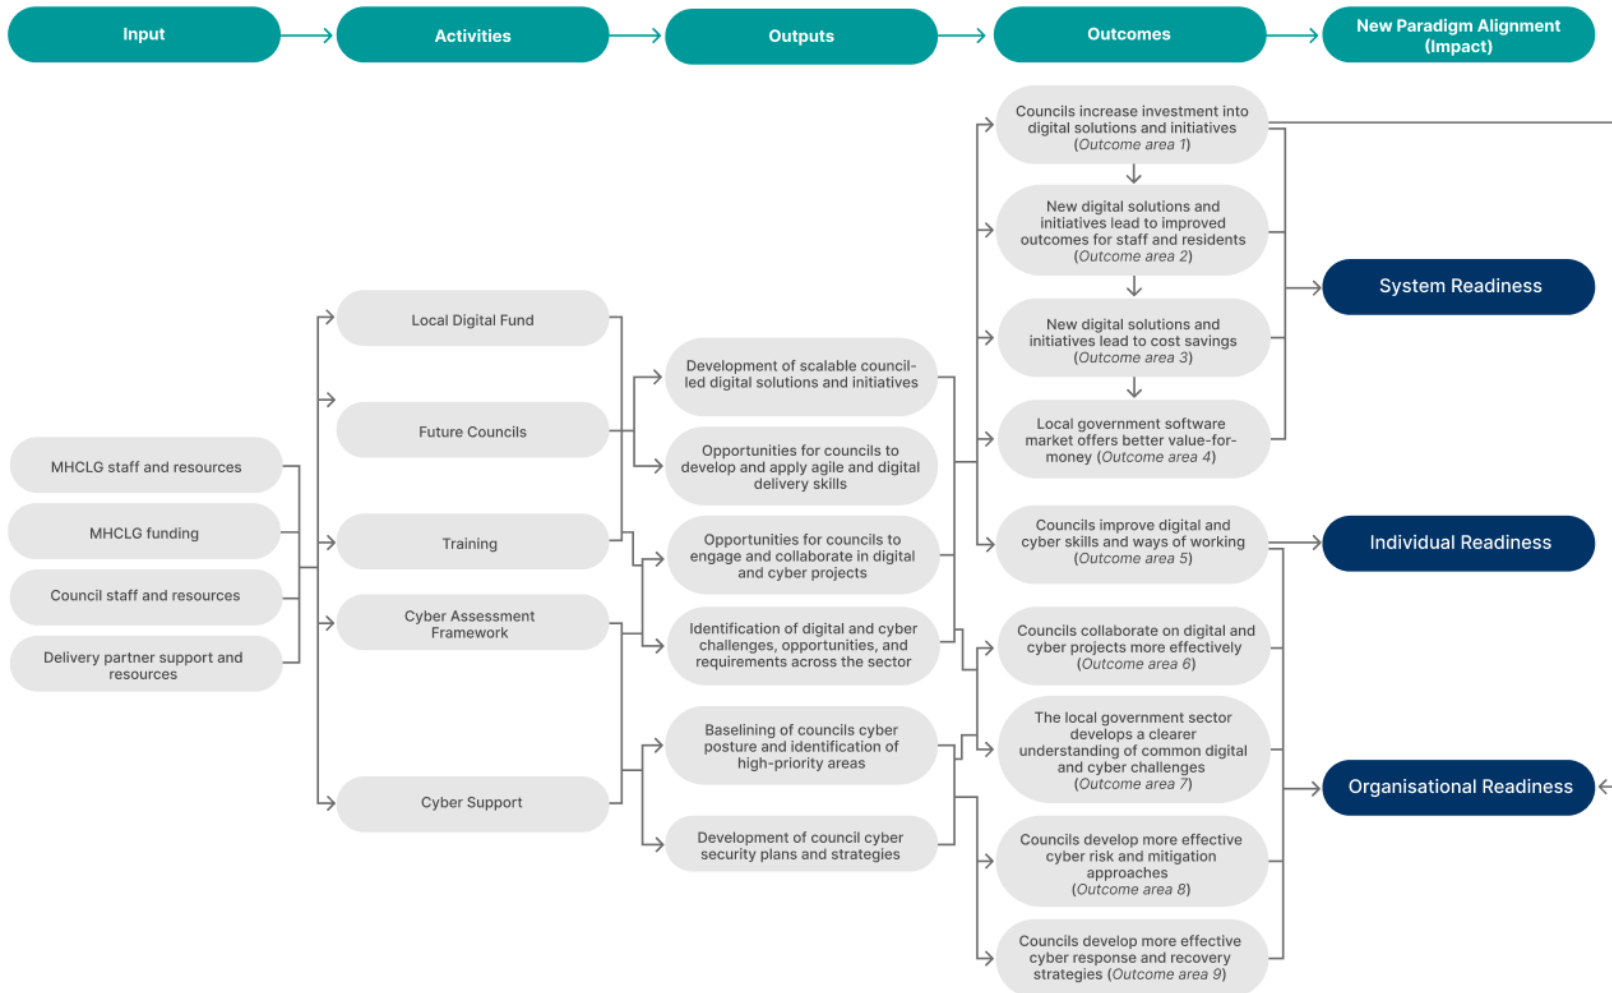 Input
Activities
Outputs
Outcomes
New Paradigm Alignment
(Impact)
MHCLG staff and resources
MHCLG funding
Council staff and resources
Delivery partner support and
resources
Local Digital Fund
Future Councils
Training
Cyber Assessment
Framework
Cyber Support
Development of scalable council-
led digital solutions and initiatives
Opportunities for councils to
develop and apply agile and digital
delivery skills
Opportunities for councils to
engage and collaborate in digital
and cyber projects
Identification of digital and cyber
challenges, opportunities, and
requirements across the sector
Baselining of councils cyber
posture and identification of
high-priority areas
Development of council cyber
security plans and strategies
Councils increase investment into
digital solutions and initiatives
(Outcome area 1)
New digital solutions and
initiatives lead to improved
outcomes for staff and residents
(Outcome area 2)
New digital solutions and
initiatives lead to cost savings
(Outcome area 3)
Local government software
market offers better value-for-
money (Outcome area 4)
Councils improve digital and
cyber skills and ways of working
(Outcome area 5)
Councils collaborate on digital and
cyber projects more effectively
(Outcome area 6)
The local government sector
develops a clearer
understanding of common digital
and cyber challenges
(Outcome area 7)
Councils develop more effective
cyber risk and mitigation
approaches
(Outcome area 8)
Councils develop more effective
cyber response and recovery
strategies (Outcome area 9)
System Readiness
Individual Readiness
Organisational Readiness